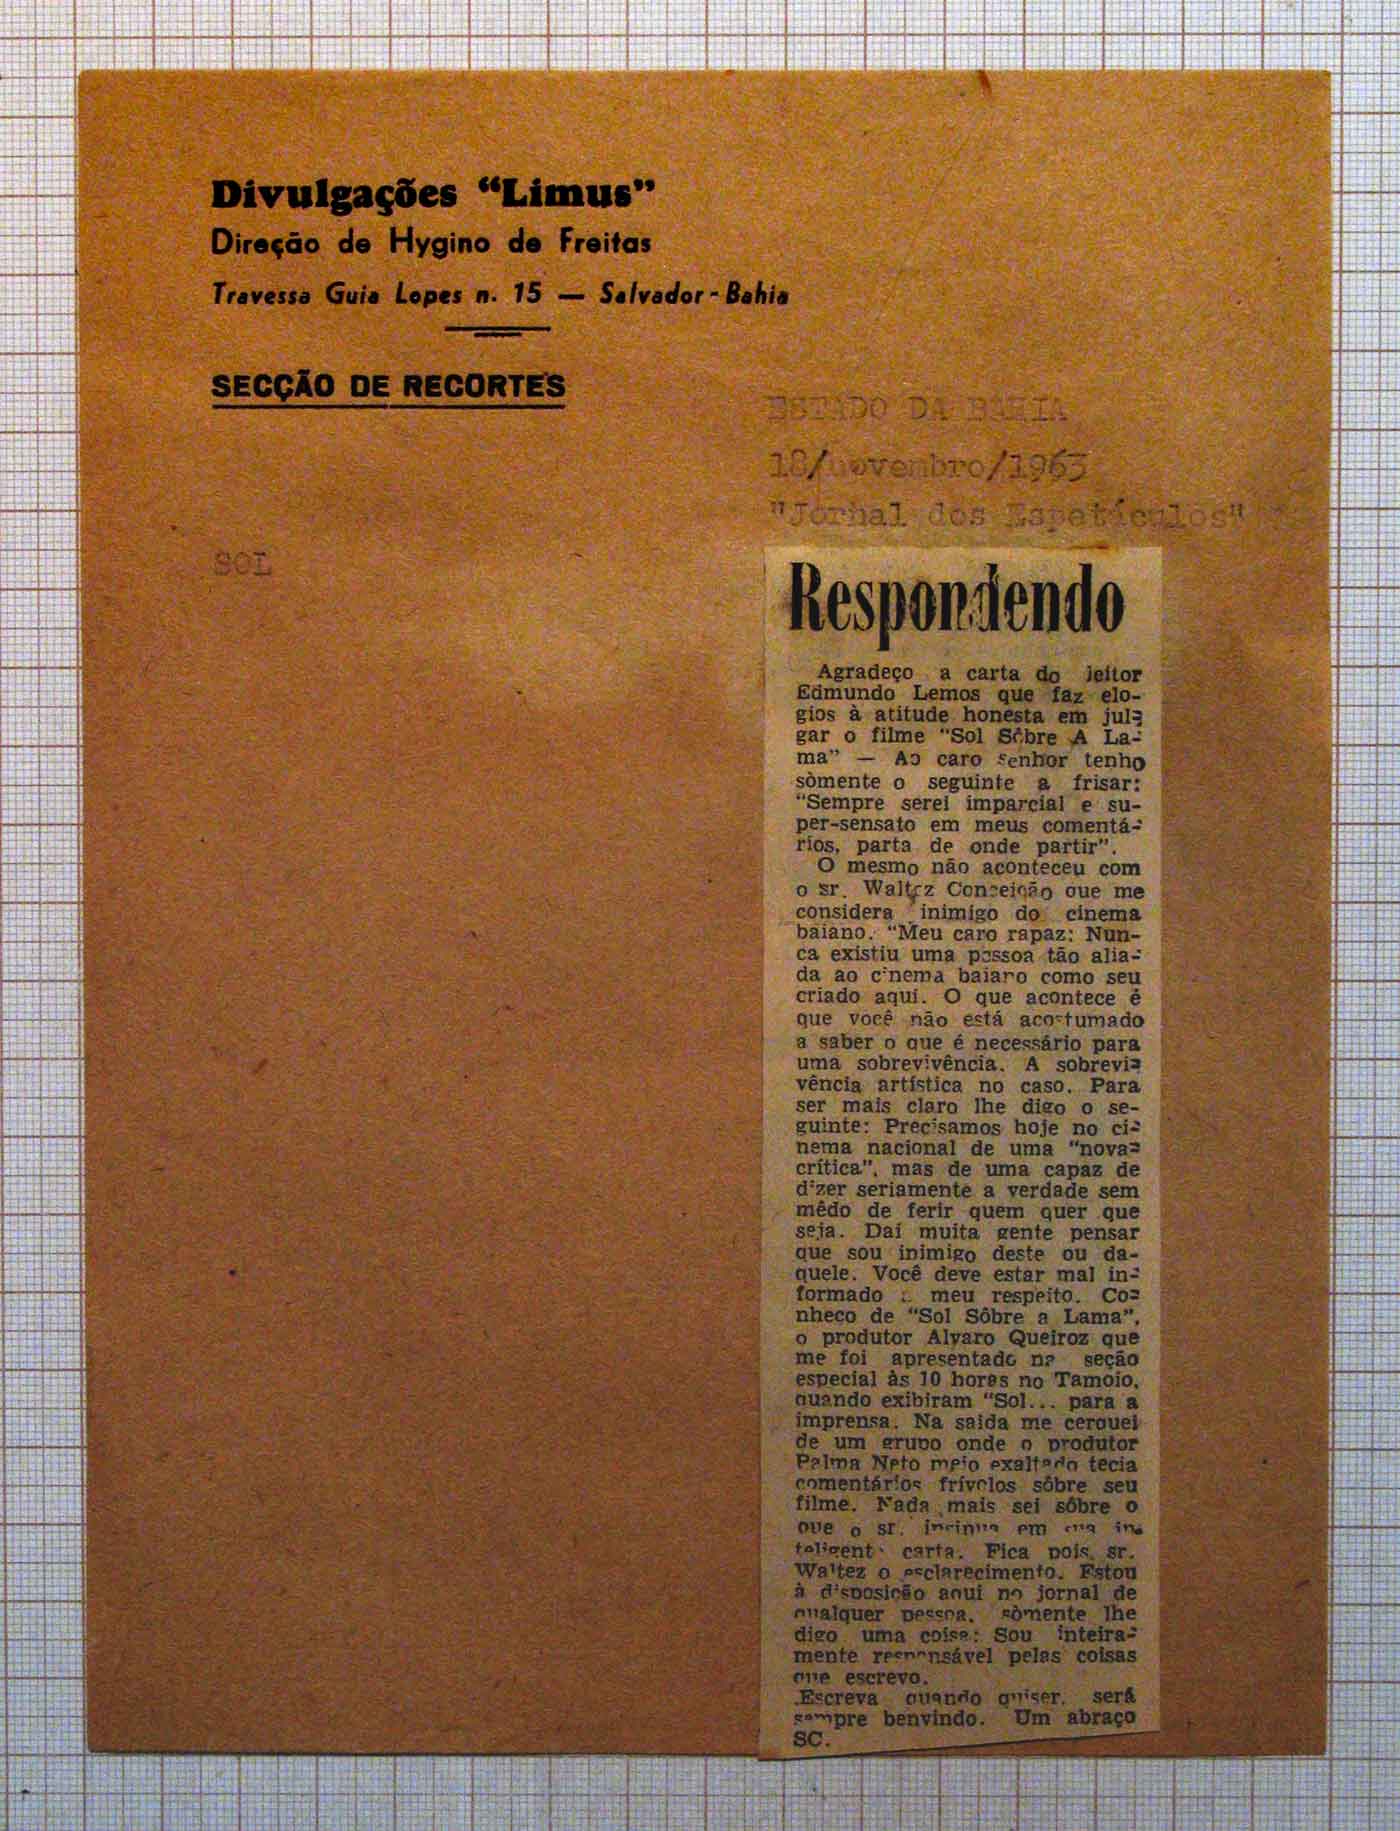 Divulgações “Limus”
Direção de Hygino de Freitas
Travessa Guia Lopes n. 15 — Salvador - Bahia
SECÇÃO DE RECORTES
ESTADO DA BAHIA
18/novembro/1963
"Jornal dos Espetáculos"
SOL
Respondendo
Agradeço a carta do leitor
Edmundo Lemos que faz elo-
gios à atitude honesta em jul-
gar o filme “Sol Sôbre A La-
ma” — Ao caro senhor tenho
sòmente o seguinte a frisar:
“Sempre serei imparcial e su-
per-sensato em meus comentá-
rios, parta de onde partir”.
O mesmo não aconteceu com
o sr. Waltez Conceição que me
considera inimigo do cinema
baiano. “Meu caro rapaz: Nun-
ca existiu uma pessoa tão alia-
da ao cinema baiano como seu
criado aqui. O que acontece é
que você não está acostumado
a saber o que é necessário para
uma sobrevivência. A sobrevi-
vência artística no caso. Para
ser mais claro lhe digo o se-
guinte: Precisamos hoje no ci-
nema nacional de uma “nova-
crítica”, mas de uma capaz de
dizer seriamente a verdade sem
mêdo de ferir quem quer que
seja. Daí muita gente pensar
que sou inimigo deste ou da-
quele. Você deve estar mal in-
formado meu respeito. Co-
nheço de “Sol Sôbre a Lama”,
o produtor Alvaro Queiroz que
me foi apresentado na seção
especial às 10 horas no Tamoio,
quando exibiram “Sol... para a
imprensa. Na saida me cerquei
de um grupo onde o produtor
Palma Neto meio exaltado tecia
comentários frívolos sôbre seu
filme. Nada mais sei sôbre o
que o sr. insinua em sua in-
teligent carta. Fica pois, sr.
Waltez o esclarecimento. Estou
à disposição aqui no jornal de
qualquer pessoa, sòmente lhe
digo uma coisa: Sou inteira-
mente responsável pelas coisas
que escrevo.
Escreva quando quiser, será
sempre benvindo. Um abraço
SC.